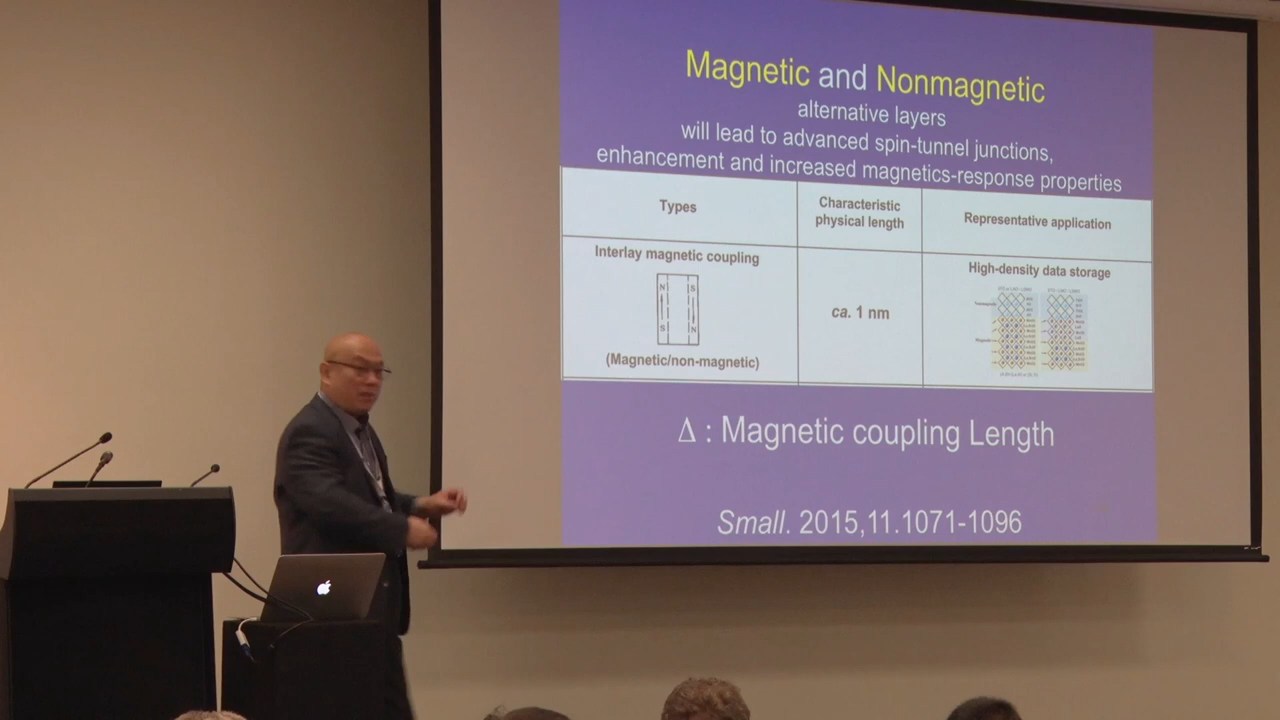 Magnetic and Nonmagnetic
alternative layers
will lead to advanced spin-tunnel junctions,
enhancement and increased magnetics-response properties
Types
Characteristic
physical length
Representative application
Interlay magnetic coupling
N S
S N
(Magnetic/non-magnetic)
ca. 1 nm
High-density data storage
Δ : Magnetic coupling Length
Small. 2015,11.1071-1096